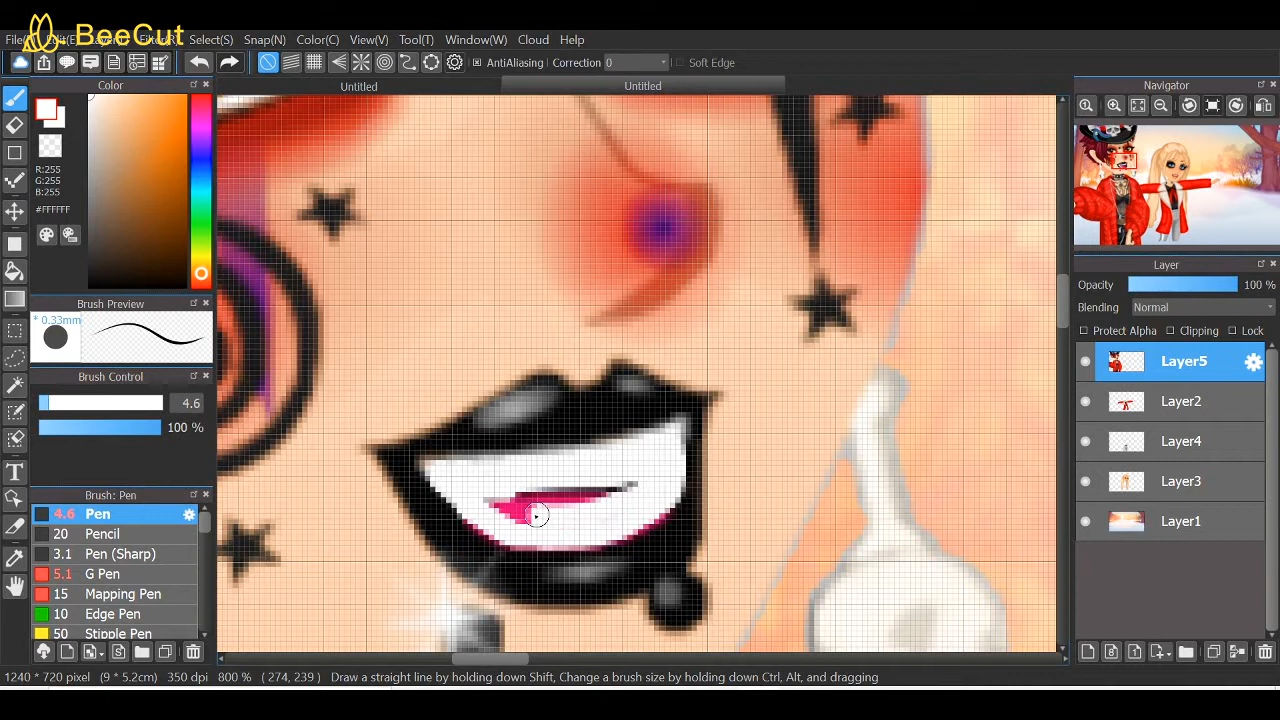 BeeCut
File( Edit(E) Filter(R) Select(S) Snap(N) Color(C) View(V) Tool(T) Window(W) Cloud Help
AntiAliasing Correction 0 Soft Edge
Color
Untitled Untitled
Navigator
R:255
G:255
B:255
#FFFFFF
Layer
Opacity 100 %
Blending Normal
Protect Alpha Clipping Lock
Brush Preview
* 0.33mm
Brush Control
4.6
100 %
Layer5
Layer2
Layer4
Layer3
Layer1
Brush: Pen
4.6 Pen
20 Pencil
3.1 Pen (Sharp)
5.1 G Pen
15 Mapping Pen
10 Edge Pen
50 Stipple Pen
1240 * 720 pixel (9 * 5.2cm) 350 dpi 800 % ( 274, 239 ) Draw a straight line by holding down Shift, Change a brush size by holding down Ctrl, Alt, and dragging